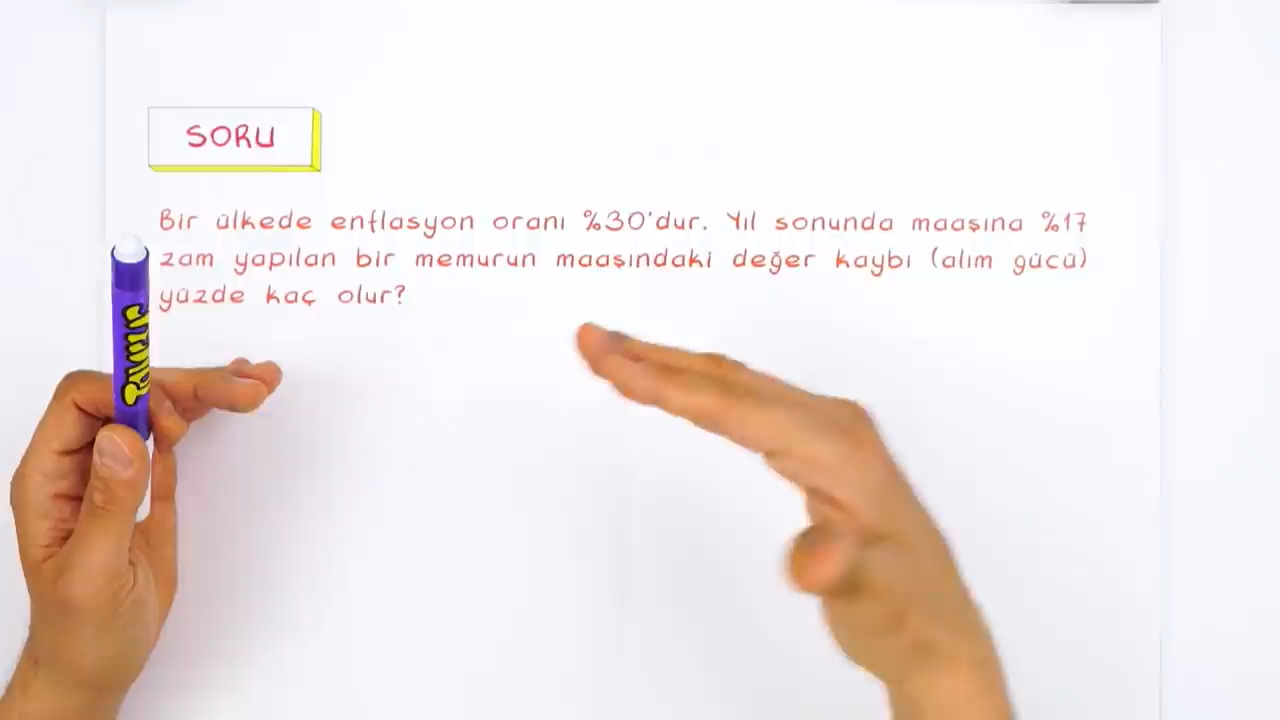 SORU
Bir ülkede enflasyon oranı %30'dur. Yıl sonunda maaşına %17
zam yapılan bir memurun maaşındaki değer kaybı (alım gücü)
yüzde kaç olur?